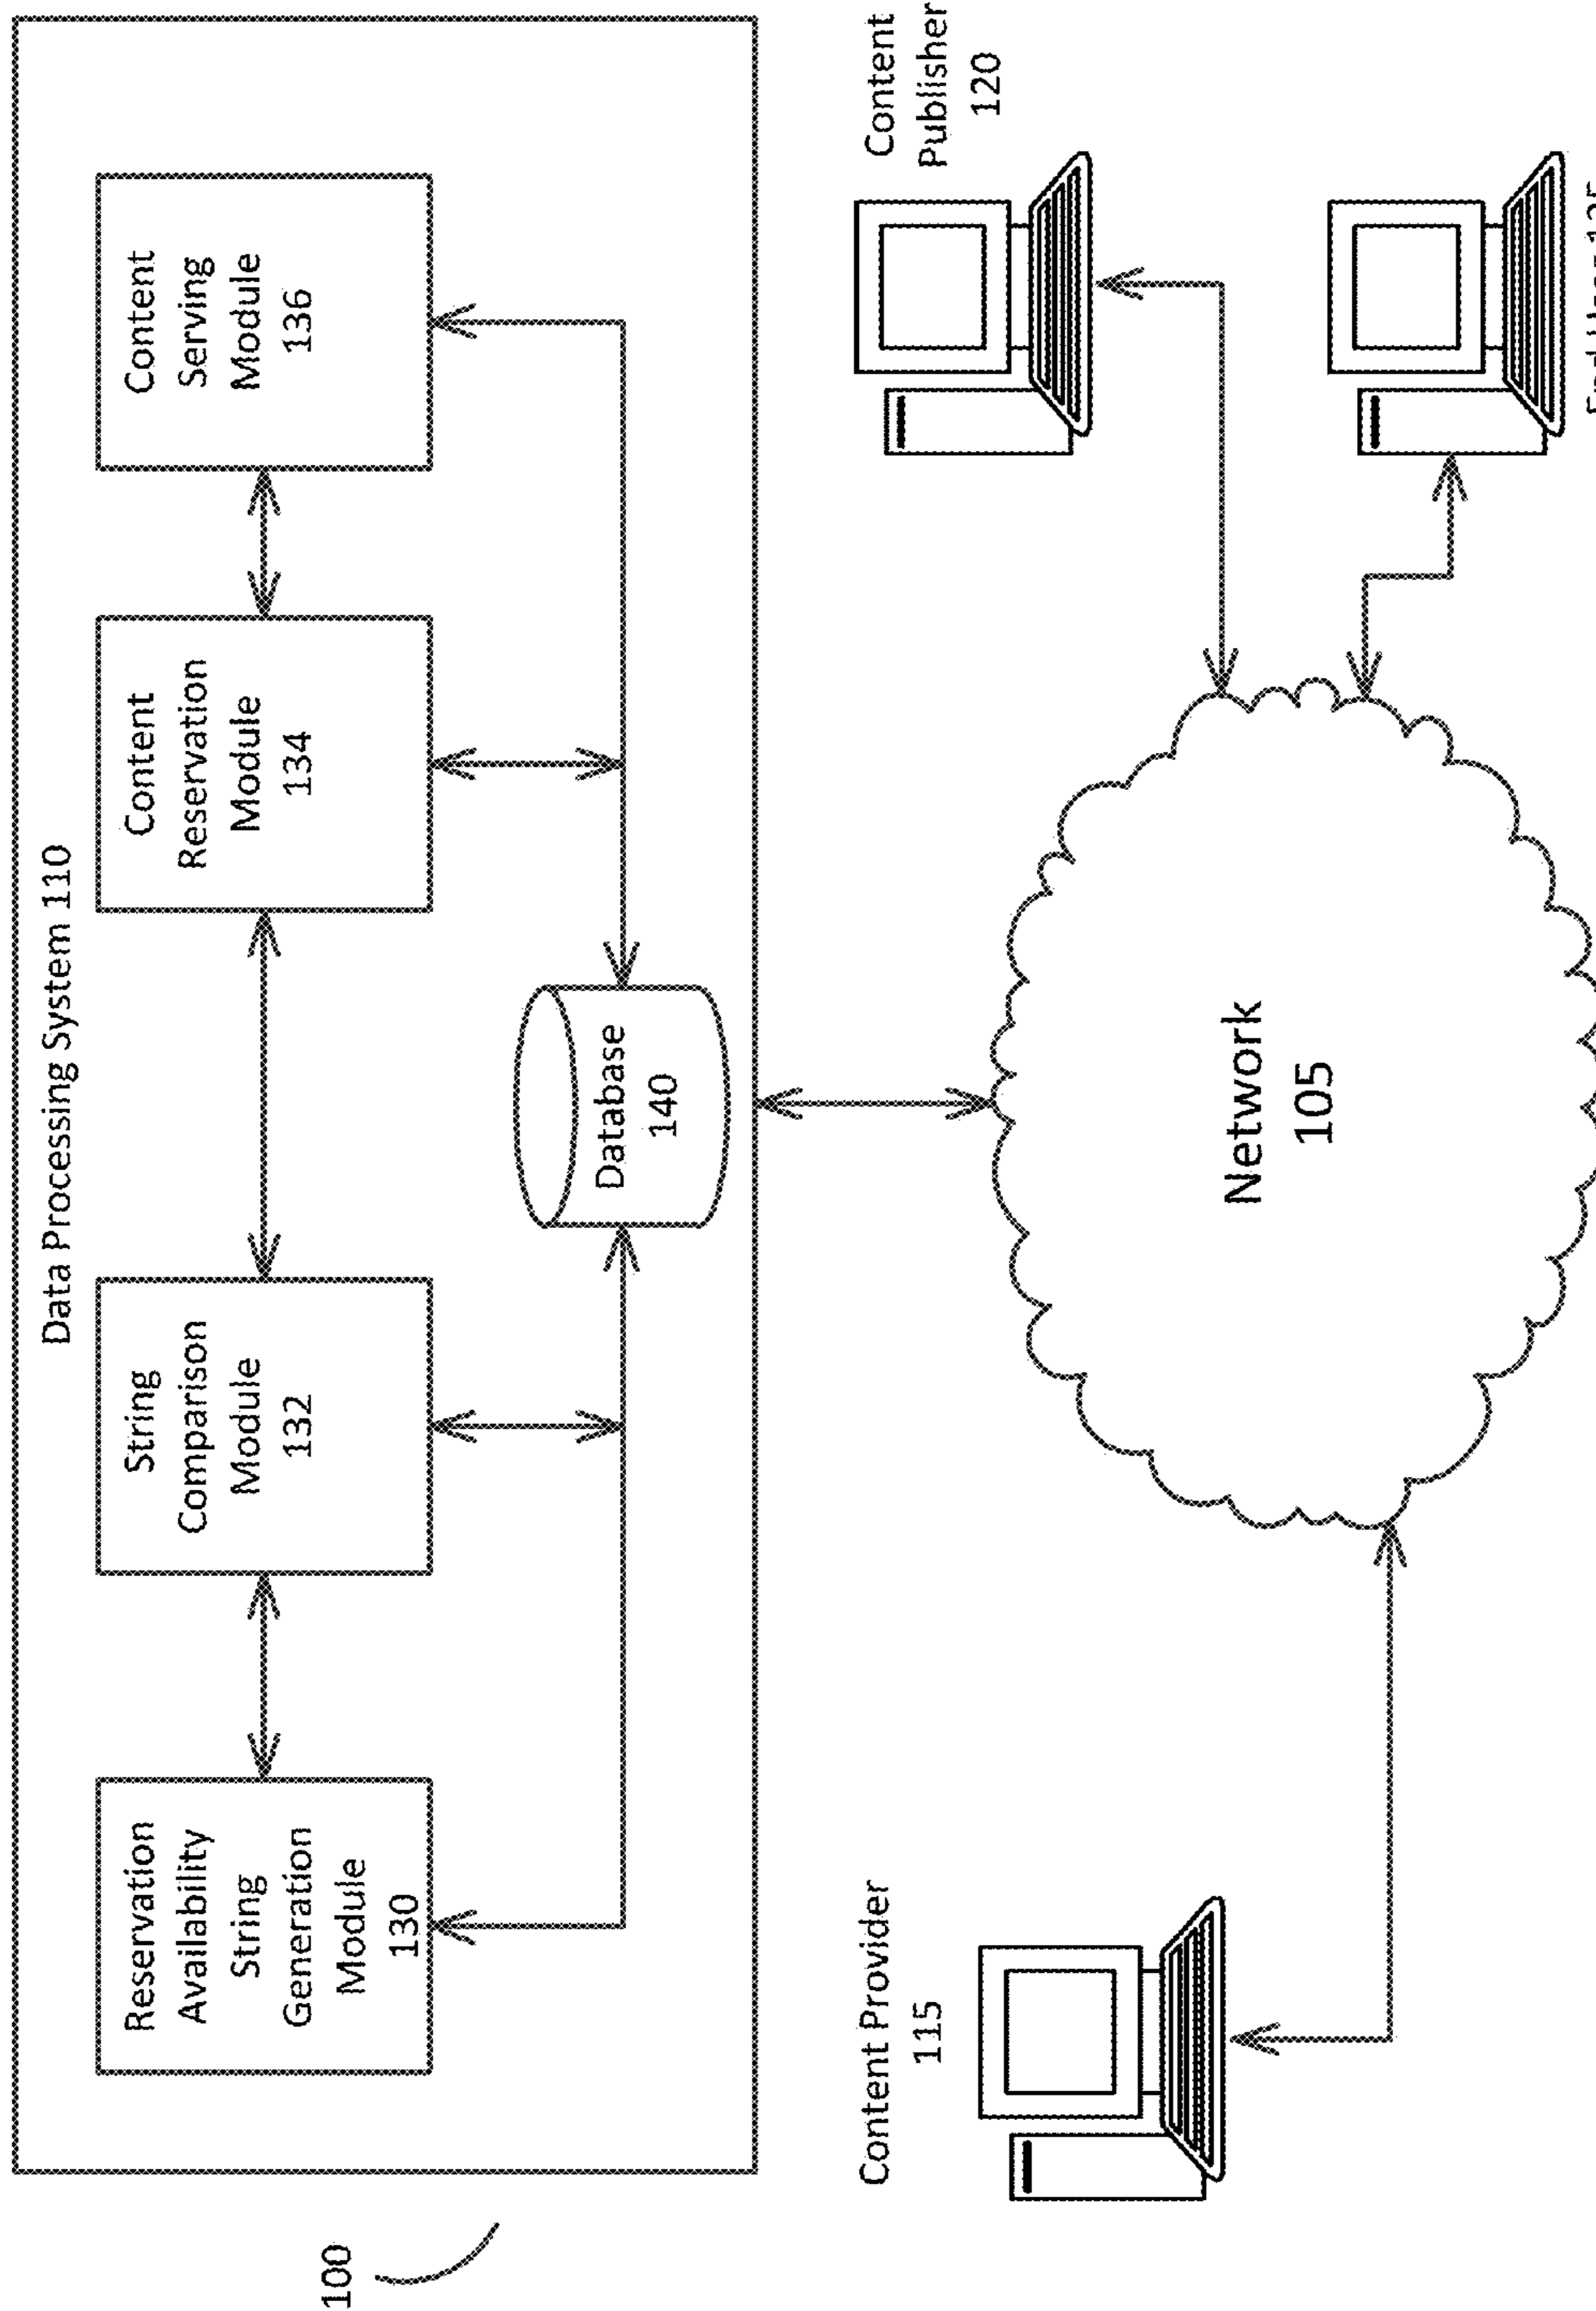 100
Data Processing System 110
Reservation
Availability
String
Generation
Module
130
String
Comparison
Module
132
Content
Reservation
Module
134
Content
Serving
Module
136
Database
140
Content Provider
115
Network
105
Content
Publisher
120